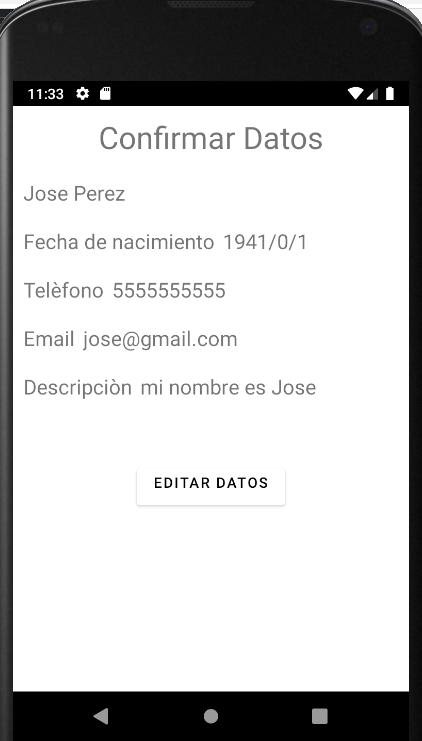 11:33
Confirmar Datos
Jose Perez
Fecha de nacimiento 1941/0/1
Telèfono 5555555555
Email jose@gmail.com
Descripciòn mi nombre es Jose
EDITAR DATOS